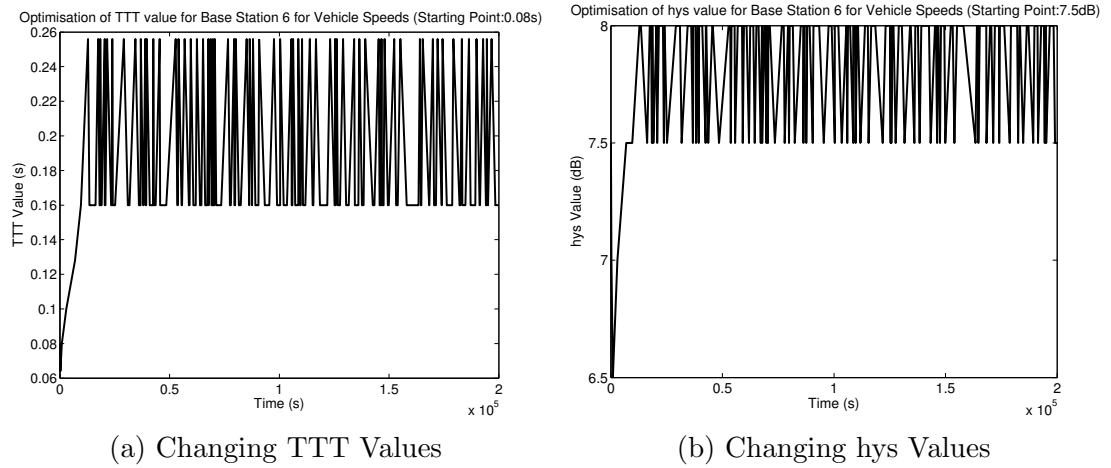 Optimisation of TTT value for Base Station 6 for Vehicle Speeds (Starting Point:0.08s)
0.26
0.24
0.22
0.2
0.18
0.16
0.14
0.12
0.1
0.08
0.06
TTT Value (s)
0
0.5
1
1.5
2
x 10^5
Time (s)
(a) Changing TTT Values
Optimisation of hys value for Base Station 6 for Vehicle Speeds (Starting Point:7.5dB)
8
7.5
7
6.5
hys Value (dB)
0
0.5
1
1.5
2
x 10^5
Time (s)
(b) Changing hys Values